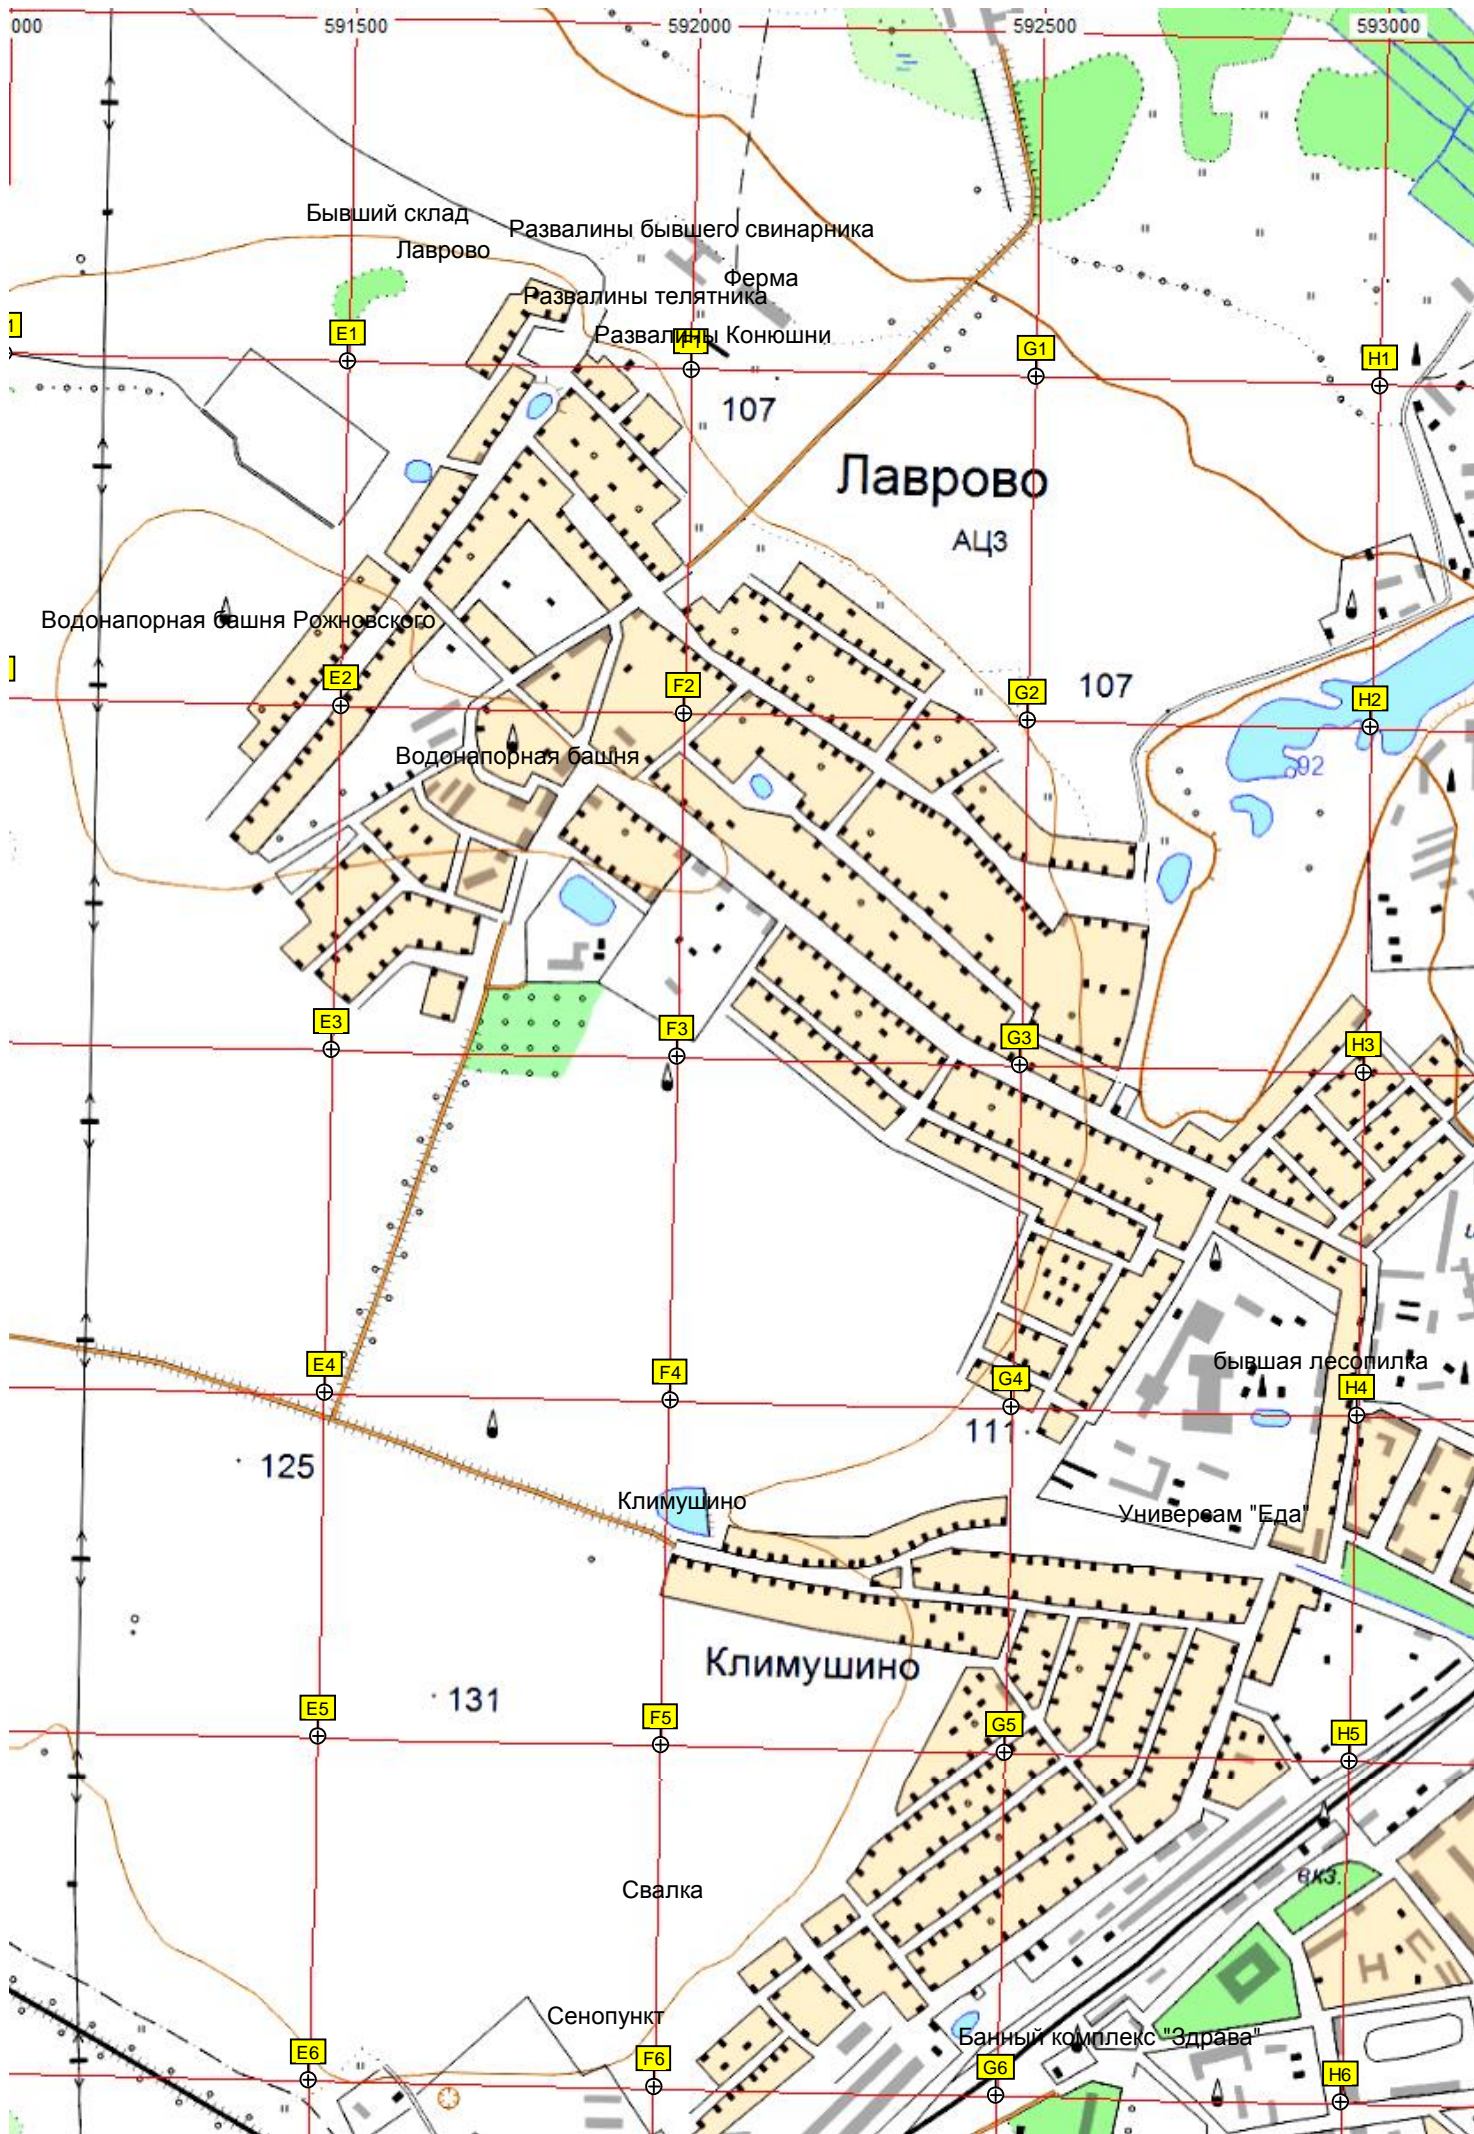 000 591500 592000 592500 593000
Бывший склад
Развалины бывшего свинарника
Лаврово
Ферма
Развалины телятника
1
E1
Развалины Конюшни
F1
G1
H1
107
Лаврово
АЦЗ
Водонапорная башня Рожновского
E2
F2
G2
107
H2
Водонапорная башня
92
E3
F3
G3
H3
бывшая лесопилка
E4
F4
G4
H4
111
125
Климушино
Универсам "Еда"
Климушино
131
E5
F5
G5
H5
вкз.
Свалка
Сенопункт
Банный комплекс "Здрава"
E6
F6
G6
H6